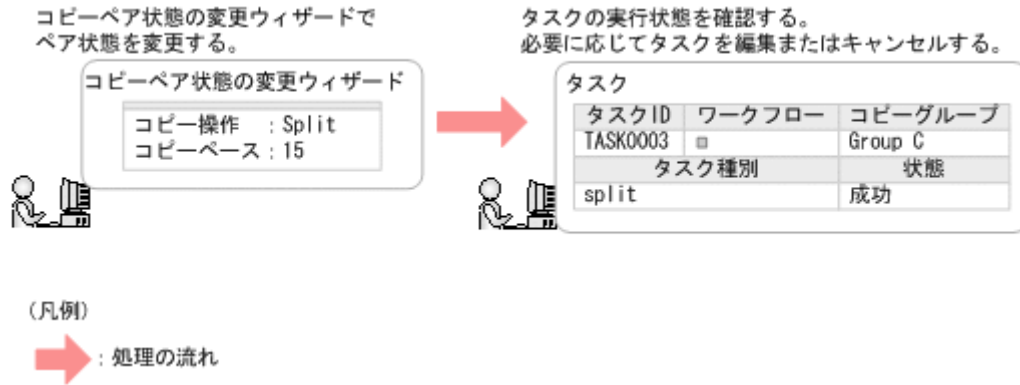 コピーペア状態の変更ウィザードで
ペア状態を変更する。
コピーペア状態の変更ウィザード
コピー操作 :Split
コピーペース:15
タスクの実行状態を確認する。
必要に応じてタスクを編集またはキャンセルする。
タスク
タスクID ワークフロー コピーグループ
TASK0003 Group C
タスク種別 状態
split 成功
(凡例)
:処理の流れ